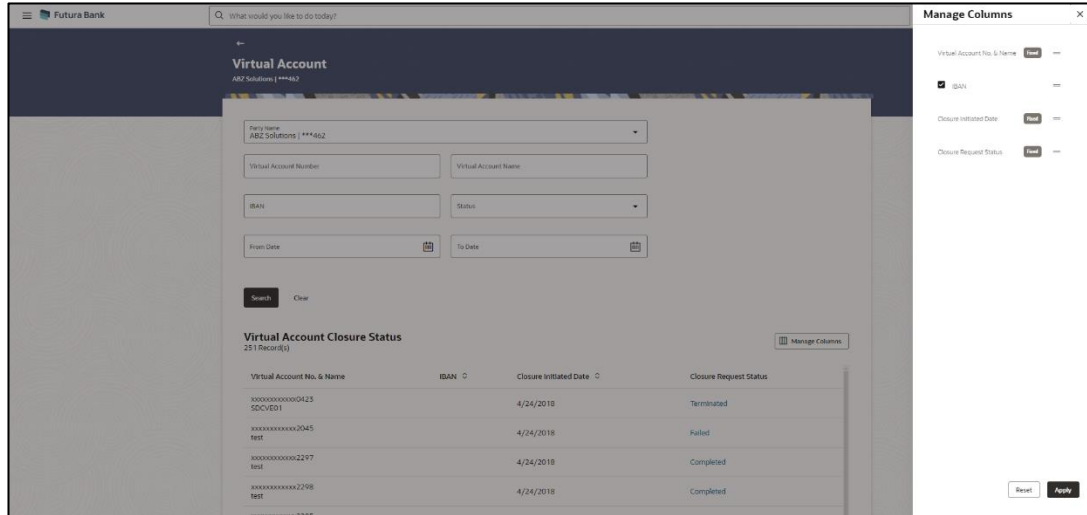 Futura Bank
What would you like to do today?
Virtual Account
ABZ Solutions | ***462
Party Name
ABZ Solutions | ***462
Virtual Account Number
Virtual Account Name
IBAN
Status
From Date
To Date
Search
Clear
Virtual Account Closure Status
251 Record(s)
Manage Columns
Virtual Account No. & Name
IBAN
Closure Initiated Date
Closure Request Status
xxxxxxxxxxxx0423
SDCVE01
4/24/2018
Terminated
xxxxxxxxxxxx2045
test
4/24/2018
Failed
xxxxxxxxxxxx2297
test
4/24/2018
Completed
xxxxxxxxxxxx2298
test
4/24/2018
Completed
Manage Columns
Virtual Account No. & Name
Fixed
IBAN
Closure Initiated Date
Fixed
Closure Request Status
Fixed
Reset
Apply